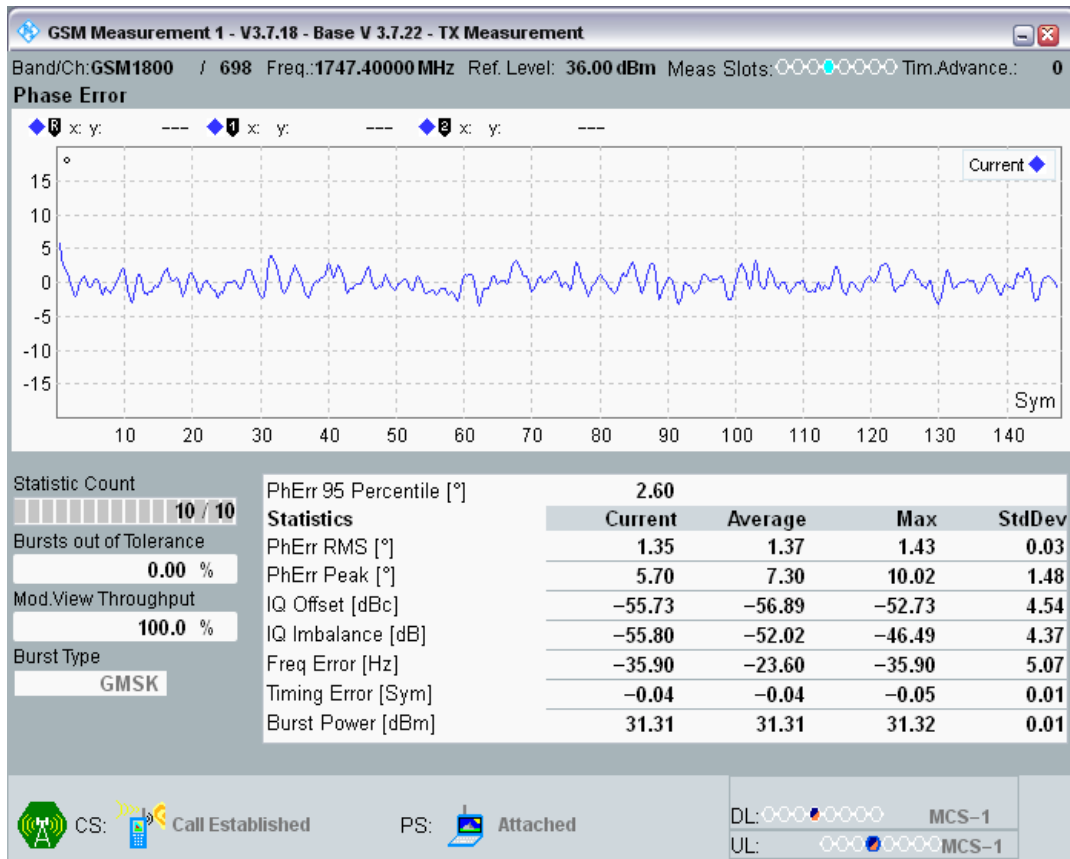 GSM Measurement 1 - V3.7.18 - Base V 3.7.22 - TX Measurement
Band/Ch:GSM1800 / 698 Freq.:1747.40000 MHz Ref. Level: 36.00 dBm Meas Slots: Tim.Advance.: 0
Phase Error
R x: y: --- 1 x: y: --- 2 x: y: ---
° Current
15
10
5
0
-5
-10
-15
Sym
10 20 30 40 50 60 70 80 90 100 110 120 130 140
Statistic Count
10 / 10
Bursts out of Tolerance
0.00 %
Mod.View Throughput
100.0 %
Burst Type
GMSK
PhErr 95 Percentile [°] 2.60
Statistics Current Average Max StdDev
PhErr RMS [°] 1.35 1.37 1.43 0.03
PhErr Peak [°] 5.70 7.30 10.02 1.48
IQ Offset [dBc] −55.73 −56.89 −52.73 4.54
IQ Imbalance [dB] −55.80 −52.02 −46.49 4.37
Freq Error [Hz] −35.90 −23.60 −35.90 5.07
Timing Error [Sym] −0.04 −0.04 −0.05 0.01
Burst Power [dBm] 31.31 31.31 31.32 0.01
CS: Call Established PS: Attached
DL: MCS−1
UL: MCS−1